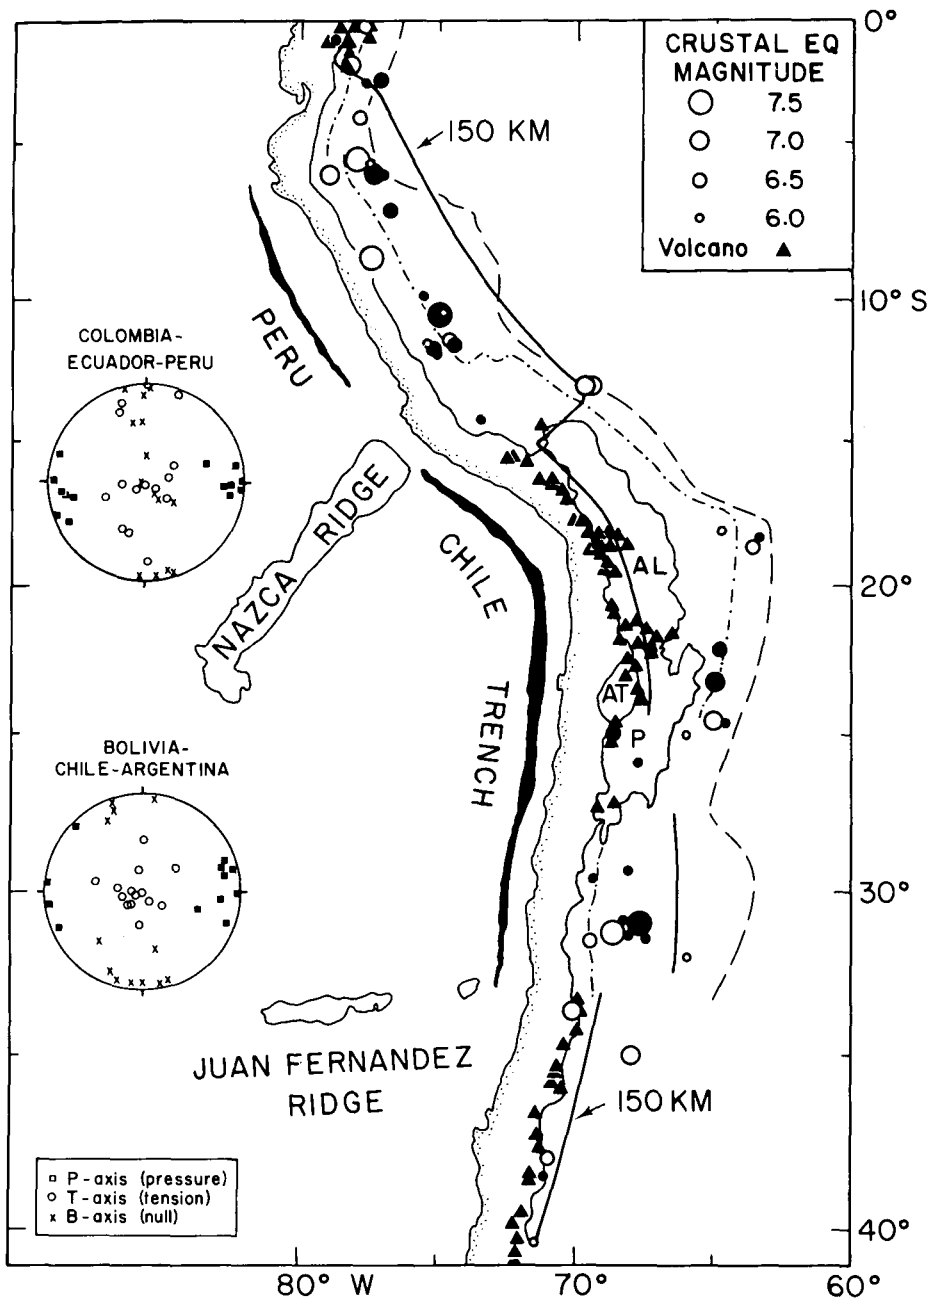 0°
CRUSTAL EQ
MAGNITUDE
7.5
7.0
6.5
6.0
Volcano
150 KM
10° S
COLOMBIA-
ECUADOR-PERU
PERU
NAZCA RIDGE
CHILE TRENCH
AL
20°
AT
P
BOLIVIA-
CHILE-ARGENTINA
30°
JUAN FERNANDEZ
RIDGE
150 KM
P-axis (pressure)
T-axis (tension)
B-axis (null)
40°
80° W
70°
60°